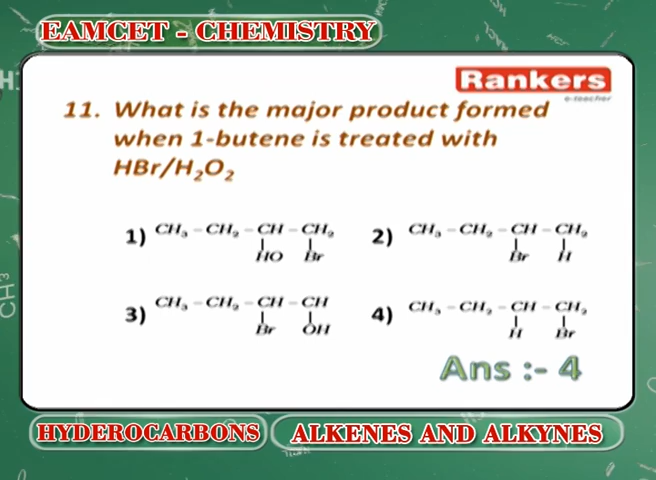 EAMCET - CHEMISTRY
Rankers
e-teacher
11. What is the major product formed
when 1-butene is treated with
HBr/H₂O₂
1) CH₃ - CH₂ - CH - CH₂
HO Br
2) CH₃ - CH₂ - CH - CH₂
Br H
3) CH₃ - CH₂ - CH - CH
Br OH
4) CH₃ - CH₂ - CH - CH₂
H Br
Ans :- 4
HYDEROCARBONS
ALKENES AND ALKYNES
CH³